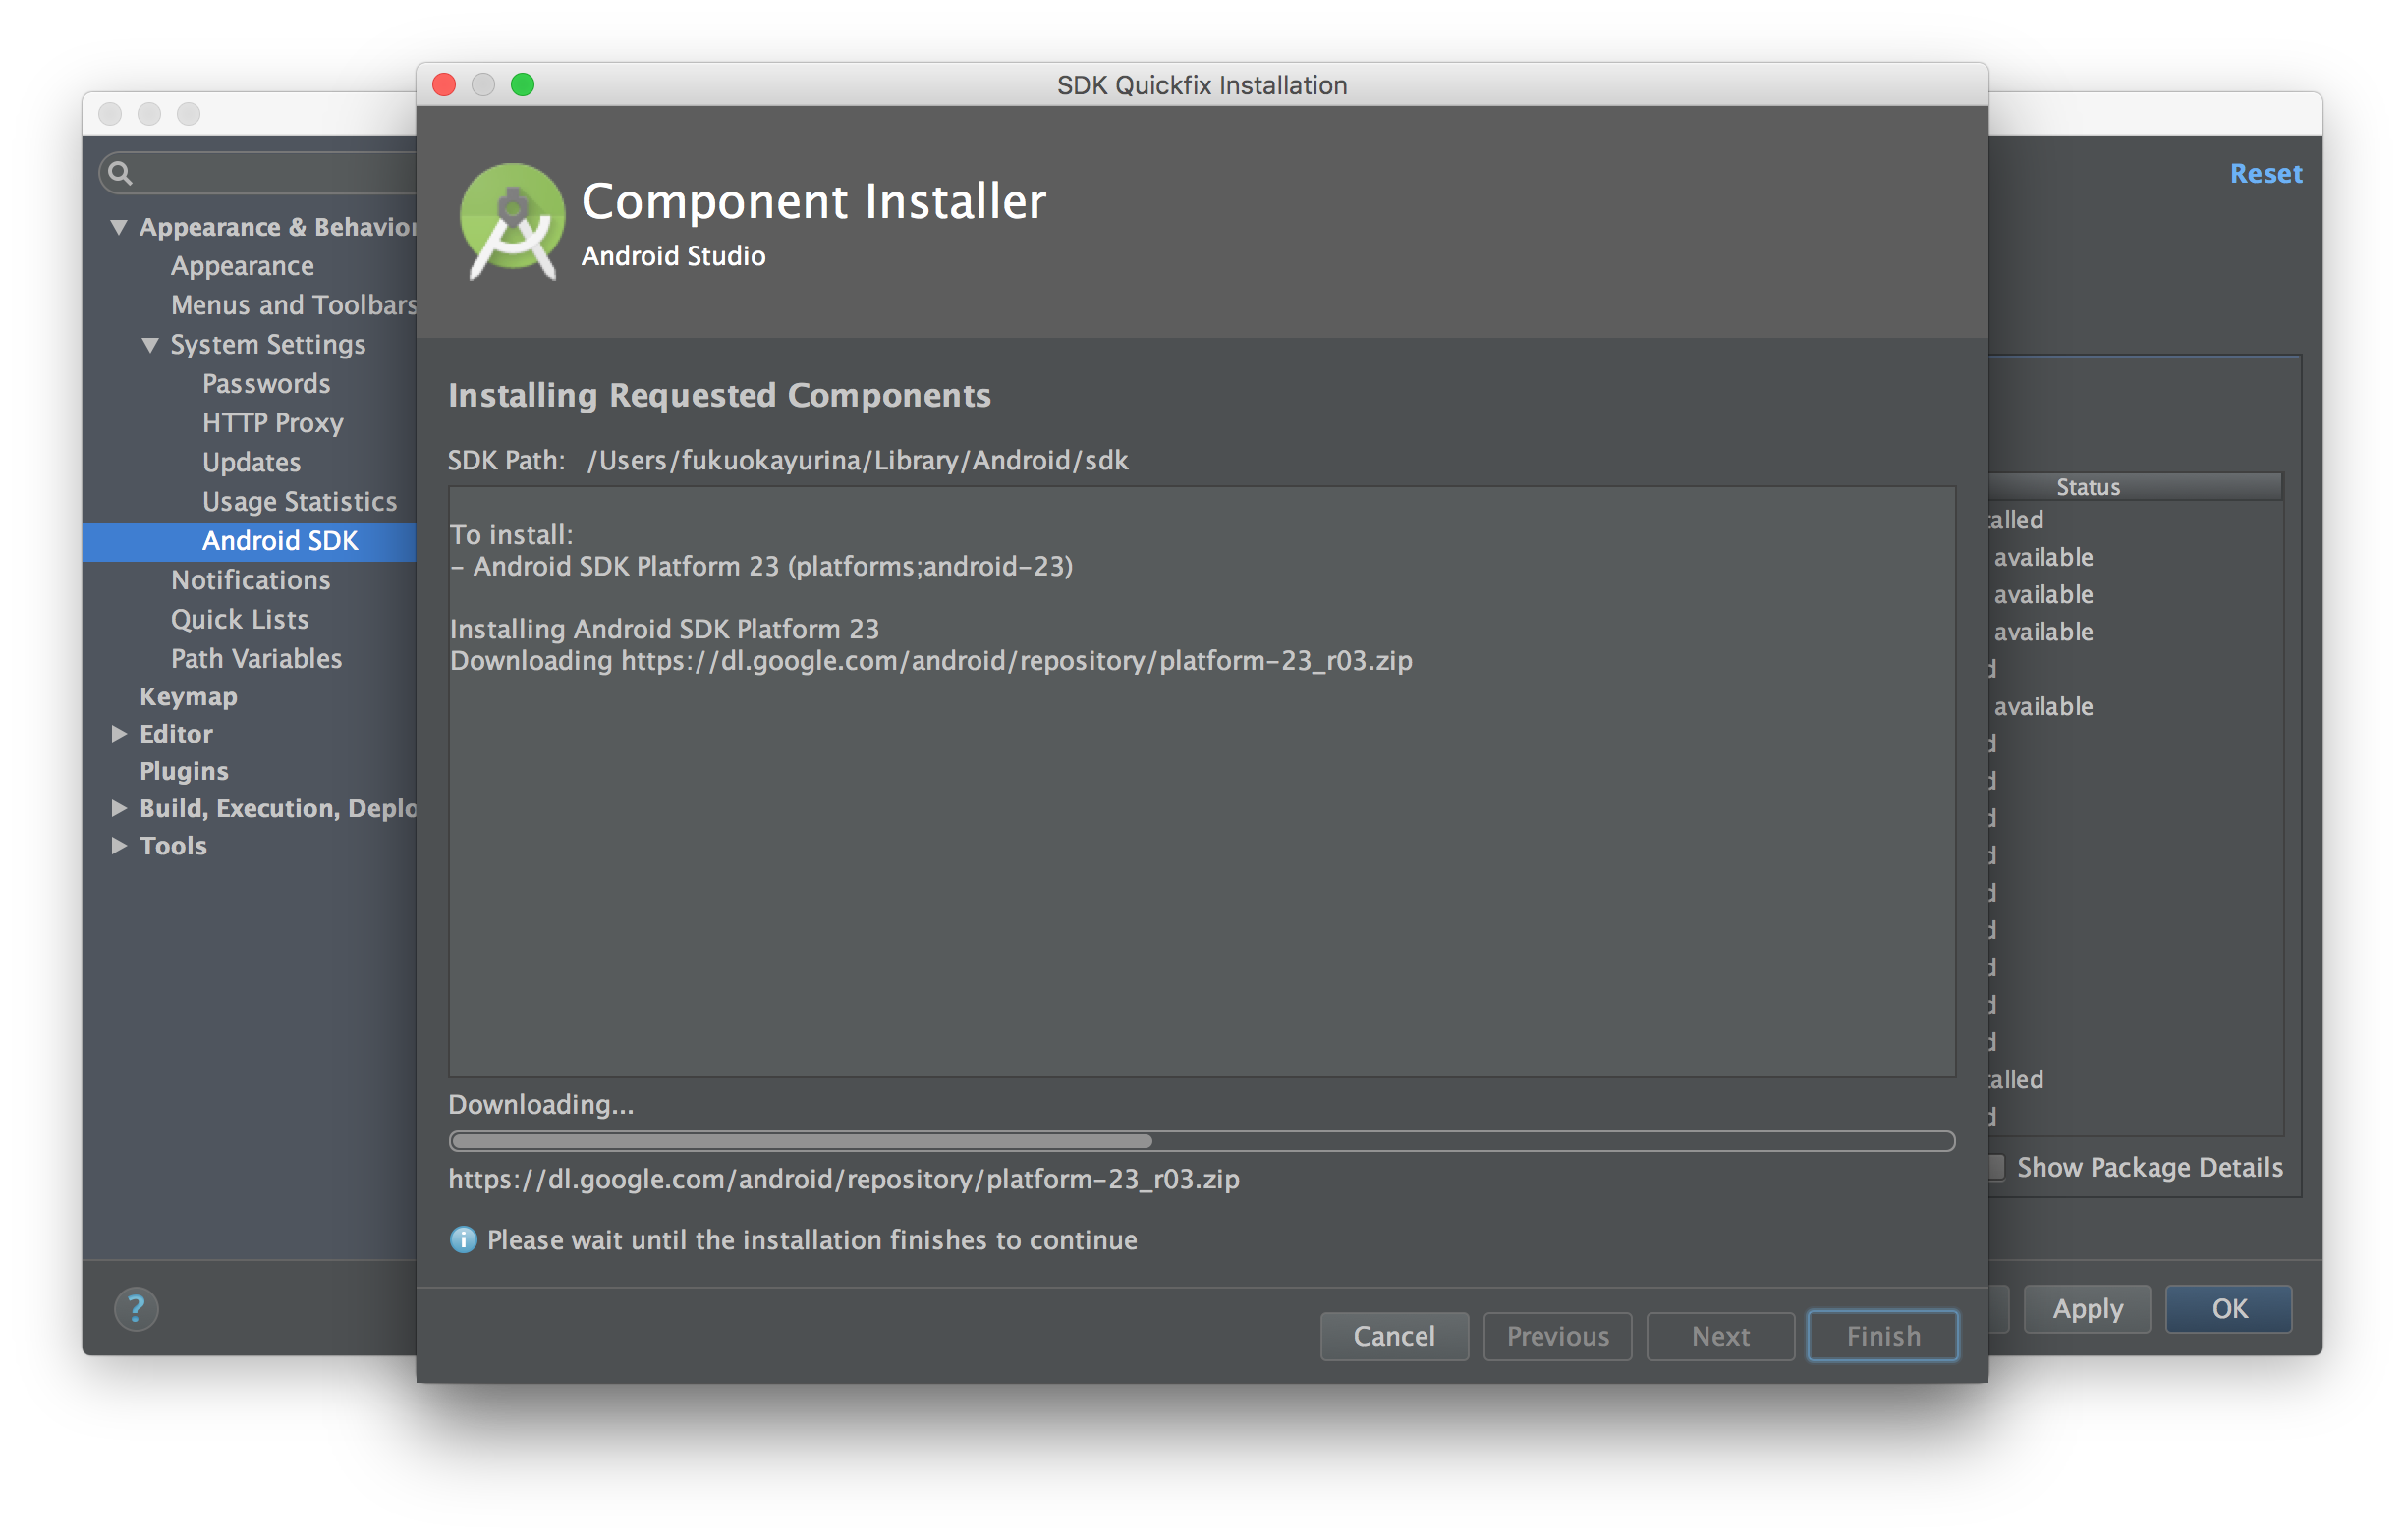 SDK Quickfix Installation
Component Installer
Android Studio
Reset
Appearance & Behavior
Appearance
Menus and Toolbars
System Settings
Passwords
HTTP Proxy
Updates
Usage Statistics
Android SDK
Notifications
Quick Lists
Path Variables
Keymap
Editor
Plugins
Build, Execution, Deplo
Tools
Installing Requested Components
SDK Path: /Users/fukuokayurina/Library/Android/sdk
To install:
- Android SDK Platform 23 (platforms;android-23)
Installing Android SDK Platform 23
Downloading https://dl.google.com/android/repository/platform-23_r03.zip
Downloading...
https://dl.google.com/android/repository/platform-23_r03.zip
Please wait until the installation finishes to continue
Cancel
Previous
Next
Finish
Status
talled
available
available
available
d
available
d
d
d
d
d
d
d
d
d
talled
d
Show Package Details
?
Apply
OK